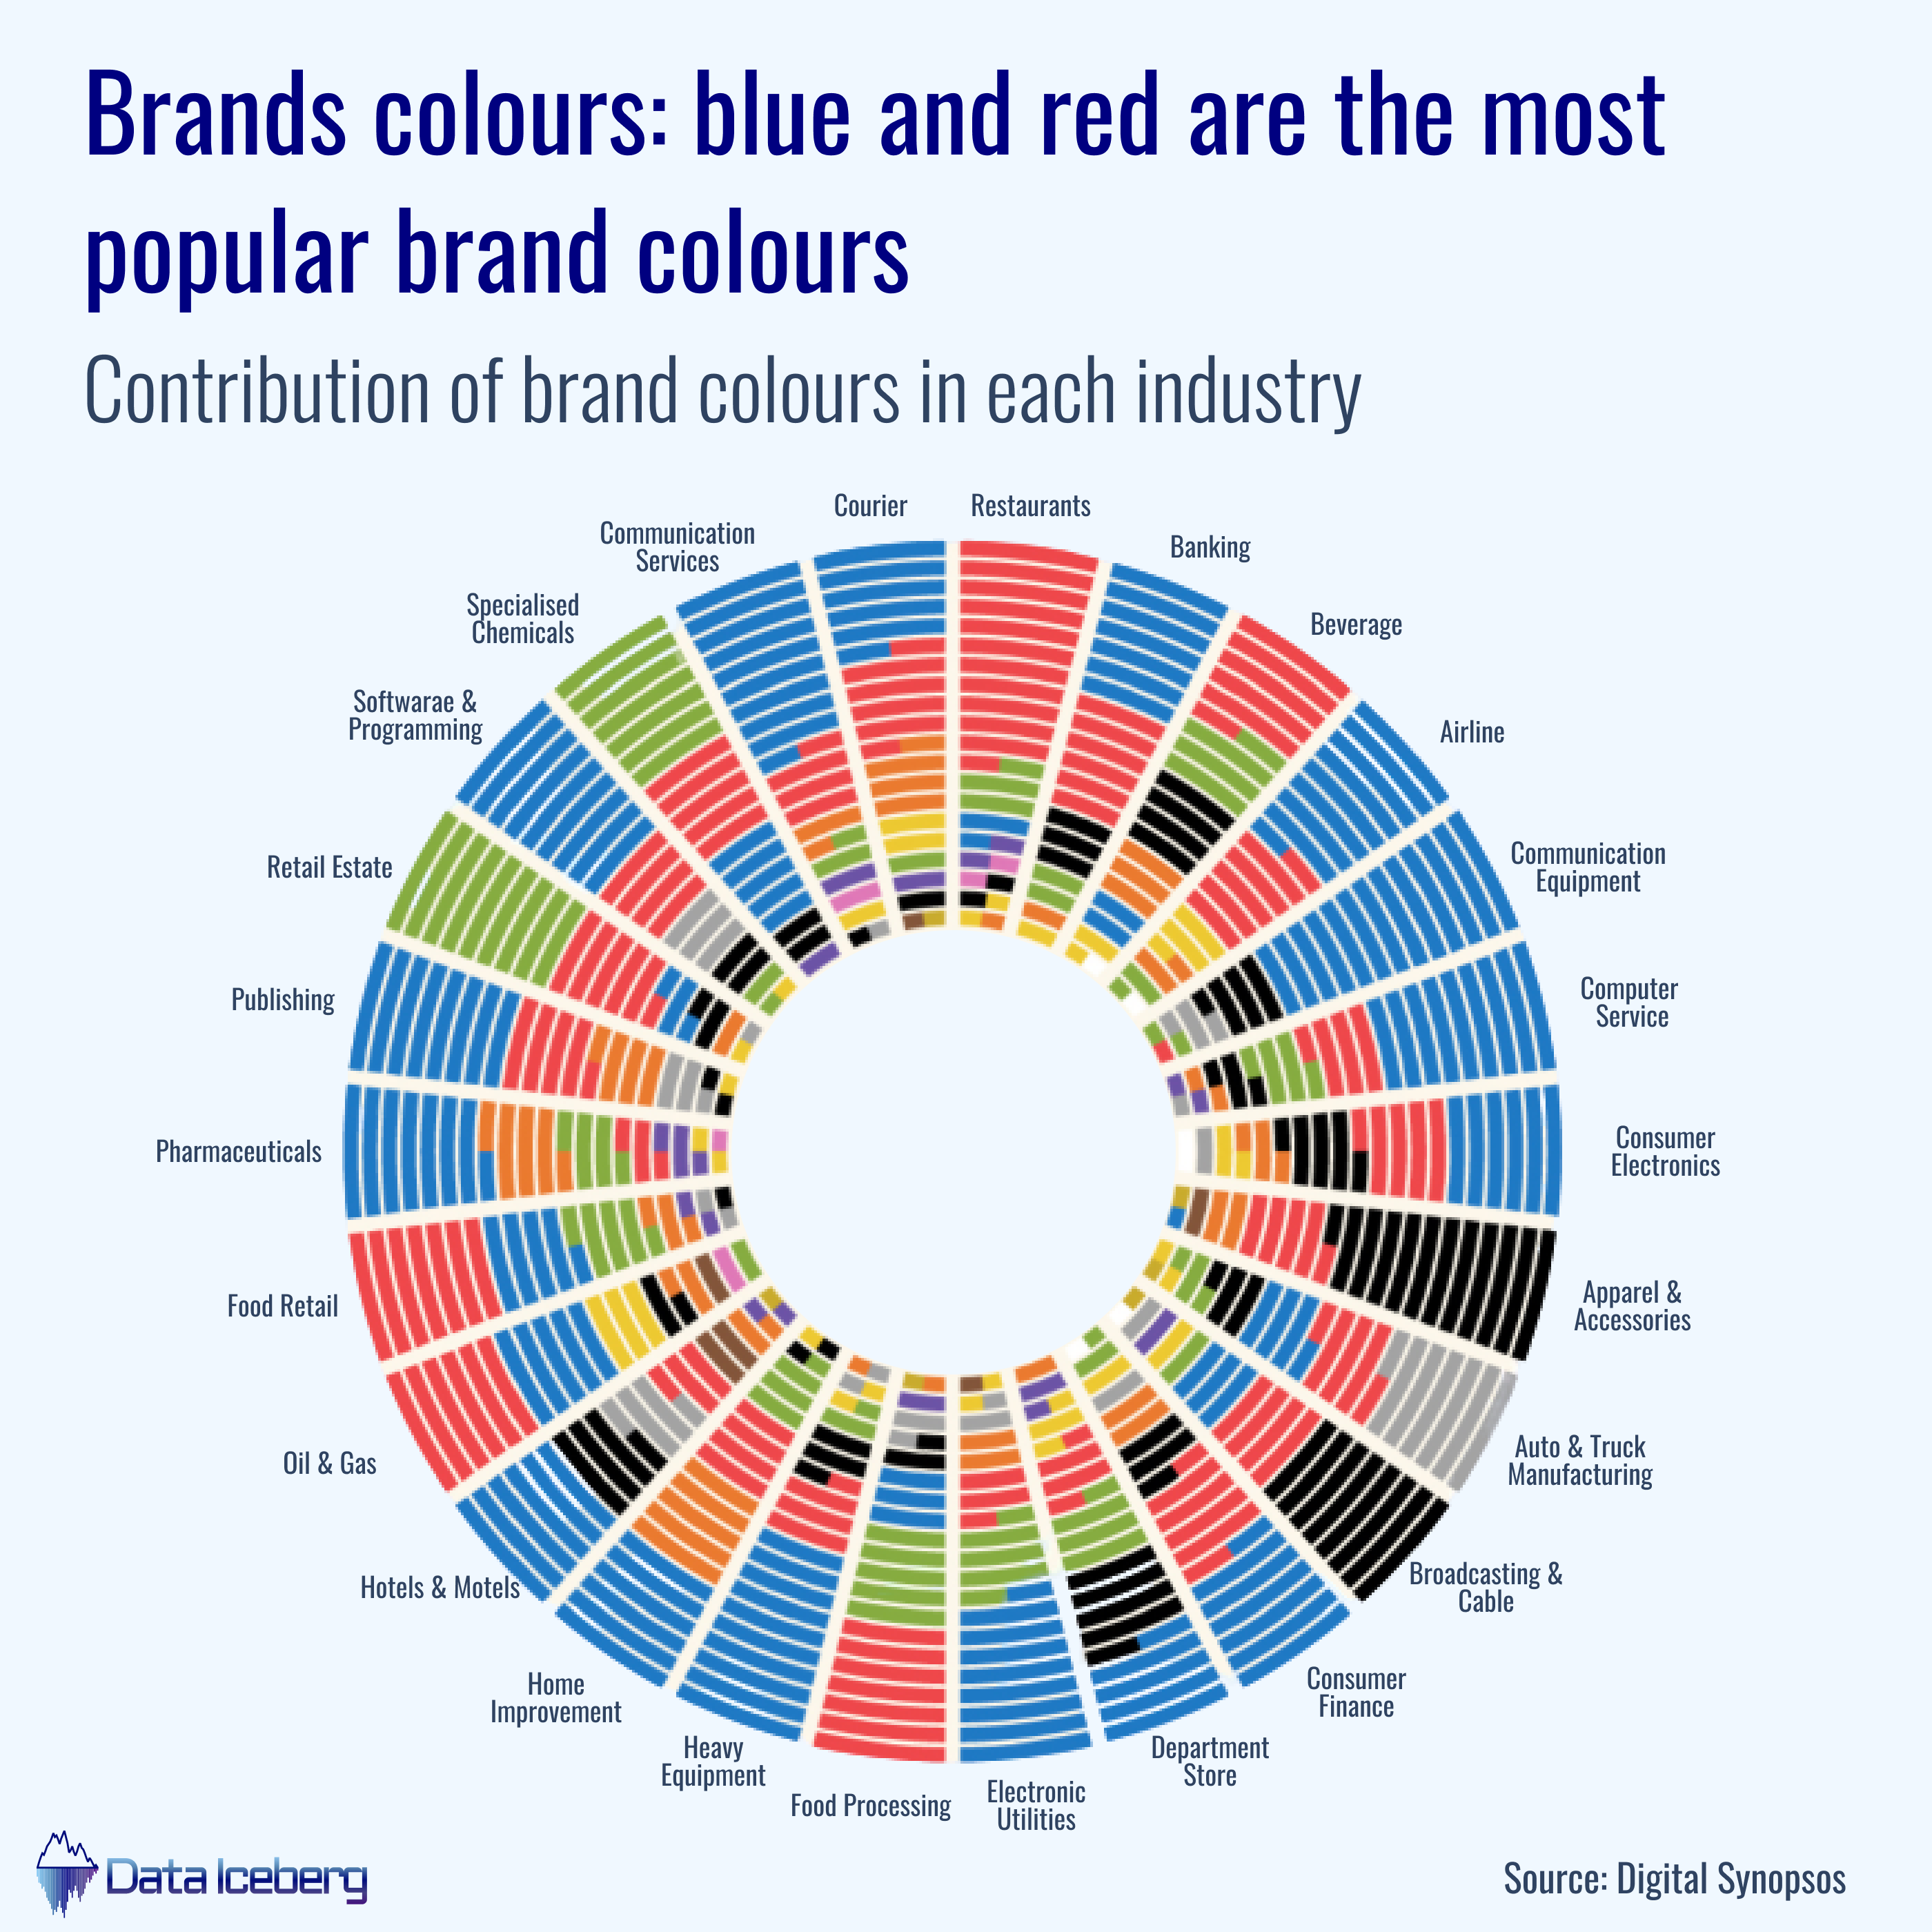 Brands colours: blue and red are the most
popular brand colours
Contribution of brand colours in each industry
Courier
Restaurants
Communication
Services
Banking
Specialised
Chemicals
Beverage
Softwarae &
Programming
Airline
Retail Estate
Communication
Equipment
Publishing
Computer
Service
Pharmaceuticals
Consumer
Electronics
Food Retail
Apparel &
Accessories
Oil & Gas
Auto & Truck
Manufacturing
Hotels & Motels
Broadcasting &
Cable
Home
Improvement
Consumer
Finance
Heavy
Equipment
Department
Store
Food Processing
Electronic
Utilities
Data Iceberg
Source: Digital Synopsos